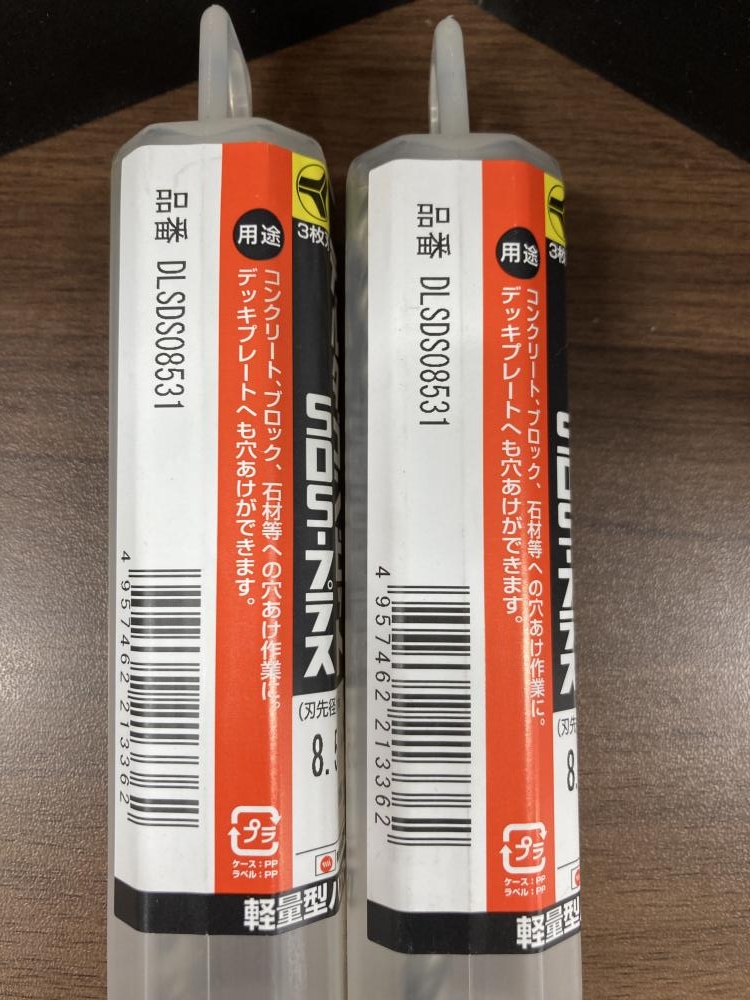 品番 DLSDS08531
4 957462 213362
用途
コンクリート、ブロック、石材等への穴あけ作業に。
デッキプレートへも穴あけができます。
プラ
ケース：PP
ラベル：PP
3枚
SDS-プラス
(刃先径
8.5
軽量型ハ
品番 DLSDS08531
4 957462 213362
用途
コンクリート、ブロック、石材等への穴あけ作業に。
デッキプレートへも穴あけができます。
プラ
ケース：PP
ラベル：PP
3枚
SDS-プラス
(刃
8.
軽量型